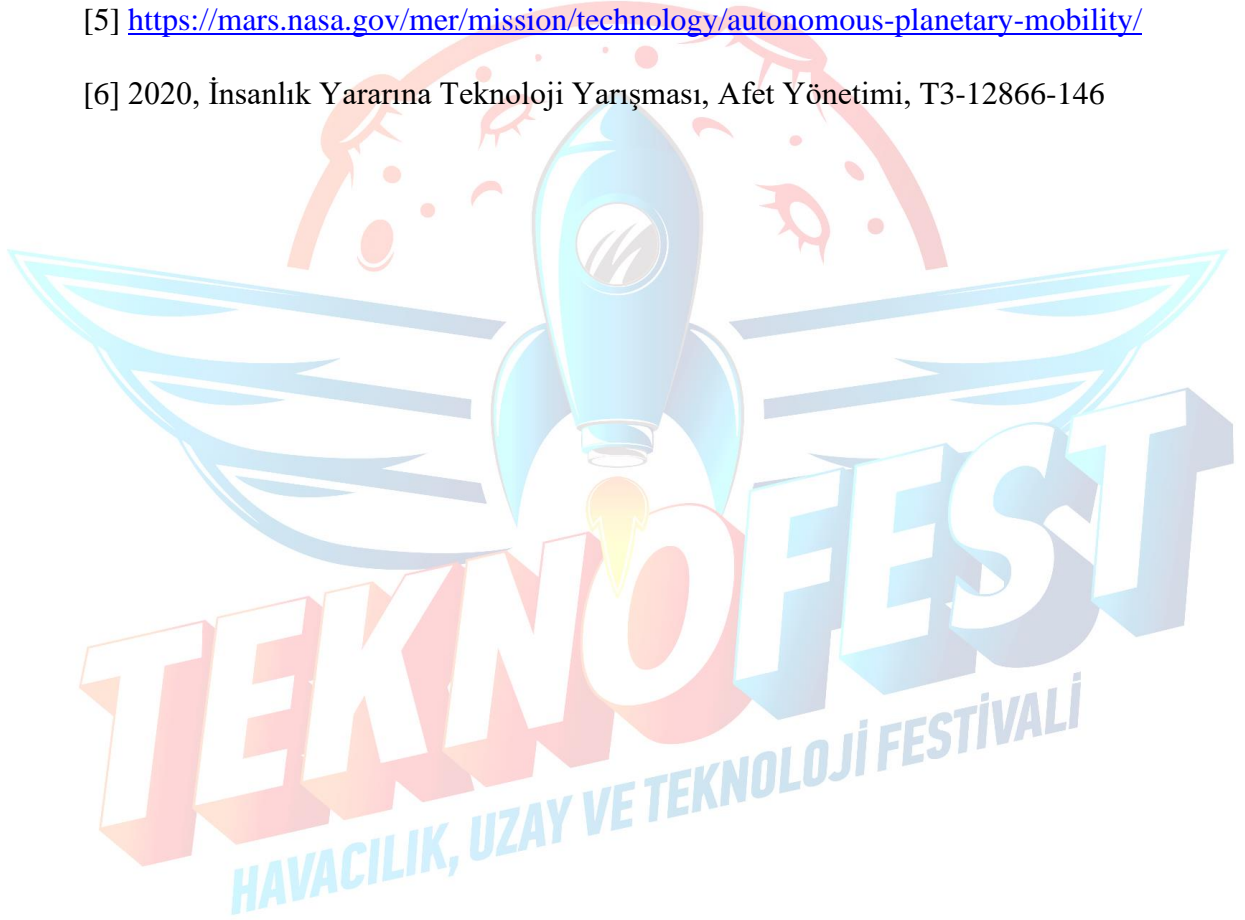 [5] https://mars.nasa.gov/mer/mission/technology/autonomous-planetary-mobility/
[6] 2020, İnsanlık Yararına Teknoloji Yarışması, Afet Yönetimi, T3-12866-146
TEKNOFEST
HAVACILIK, UZAY VE TEKNOLOJİ FESTİVALİ